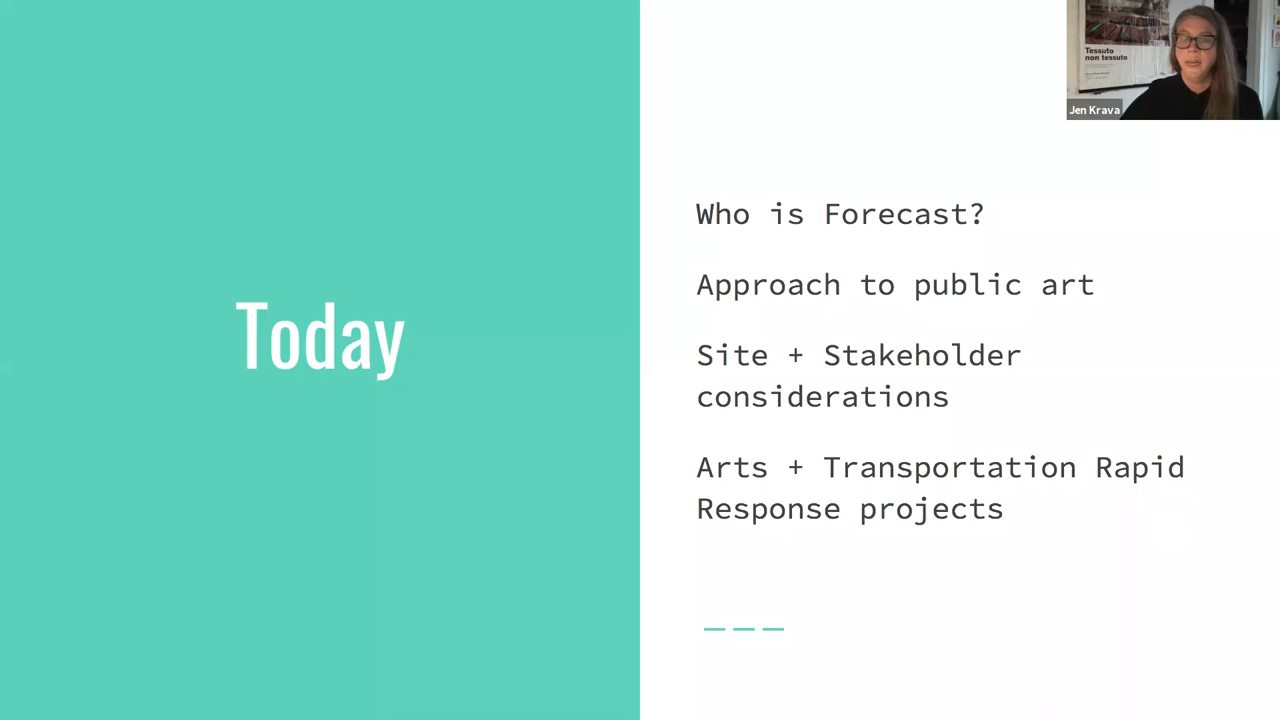 Today
Who is Forecast?
Approach to public art
Site + Stakeholder
considerations
Arts + Transportation Rapid
Response projects
Tessuto
non tessuto
Jen Krava